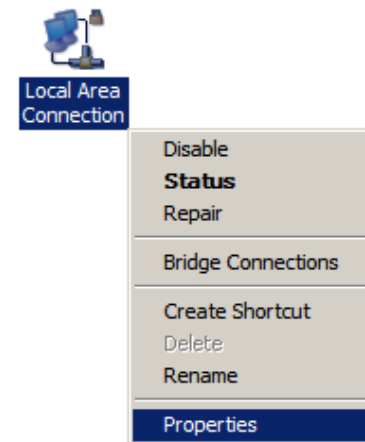 Local Area
Connection
Disable
Status
Repair
Bridge Connections
Create Shortcut
Delete
Rename
Properties